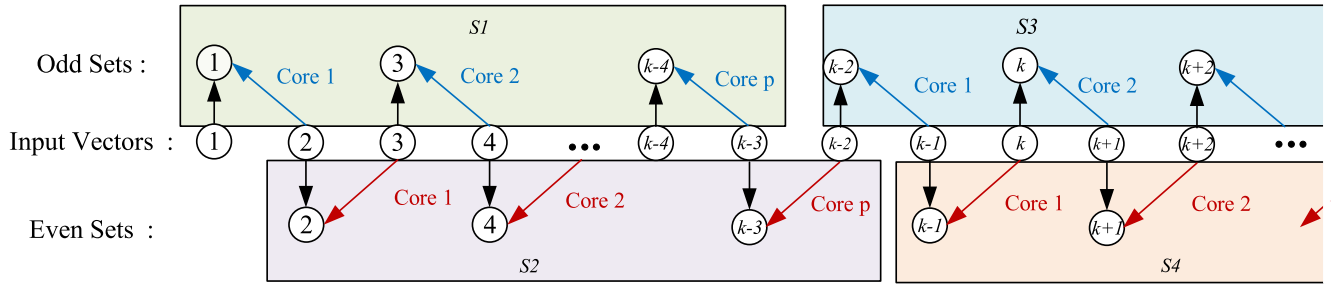 S1 S3
Odd Sets : 1 Core 1 3 Core 2 k-4 Core p k-2 Core 1 k Core 2 k+2
Input Vectors : 1 2 3 4 ••• k-4 k-3 k-2 k-1 k k+1 k+2 •••
Core 1 Core 2 Core p Core 1 Core 2
Even Sets : 2 4 k-3 k-1 k+1
S2 S4